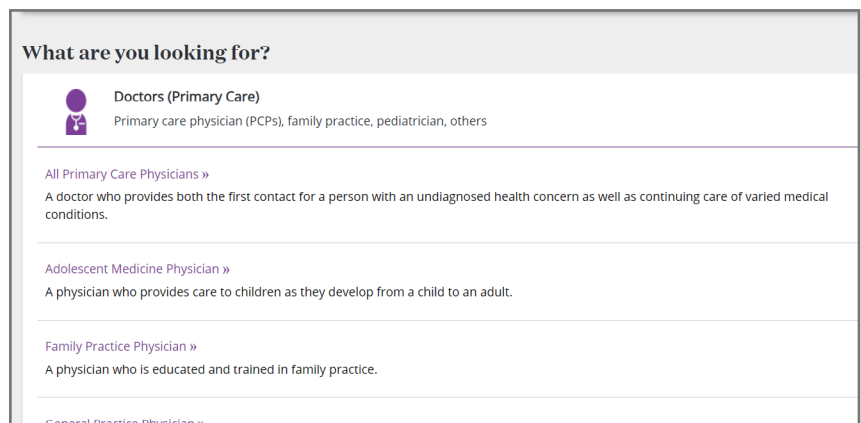 What are you looking for?
Doctors (Primary Care)
Primary care physician (PCPs), family practice, pediatrician, others
All Primary Care Physicians »
A doctor who provides both the first contact for a person with an undiagnosed health concern as well as continuing care of varied medical
conditions.
Adolescent Medicine Physician »
A physician who provides care to children as they develop from a child to an adult.
Family Practice Physician »
A physician who is educated and trained in family practice.
General Practice Physician »